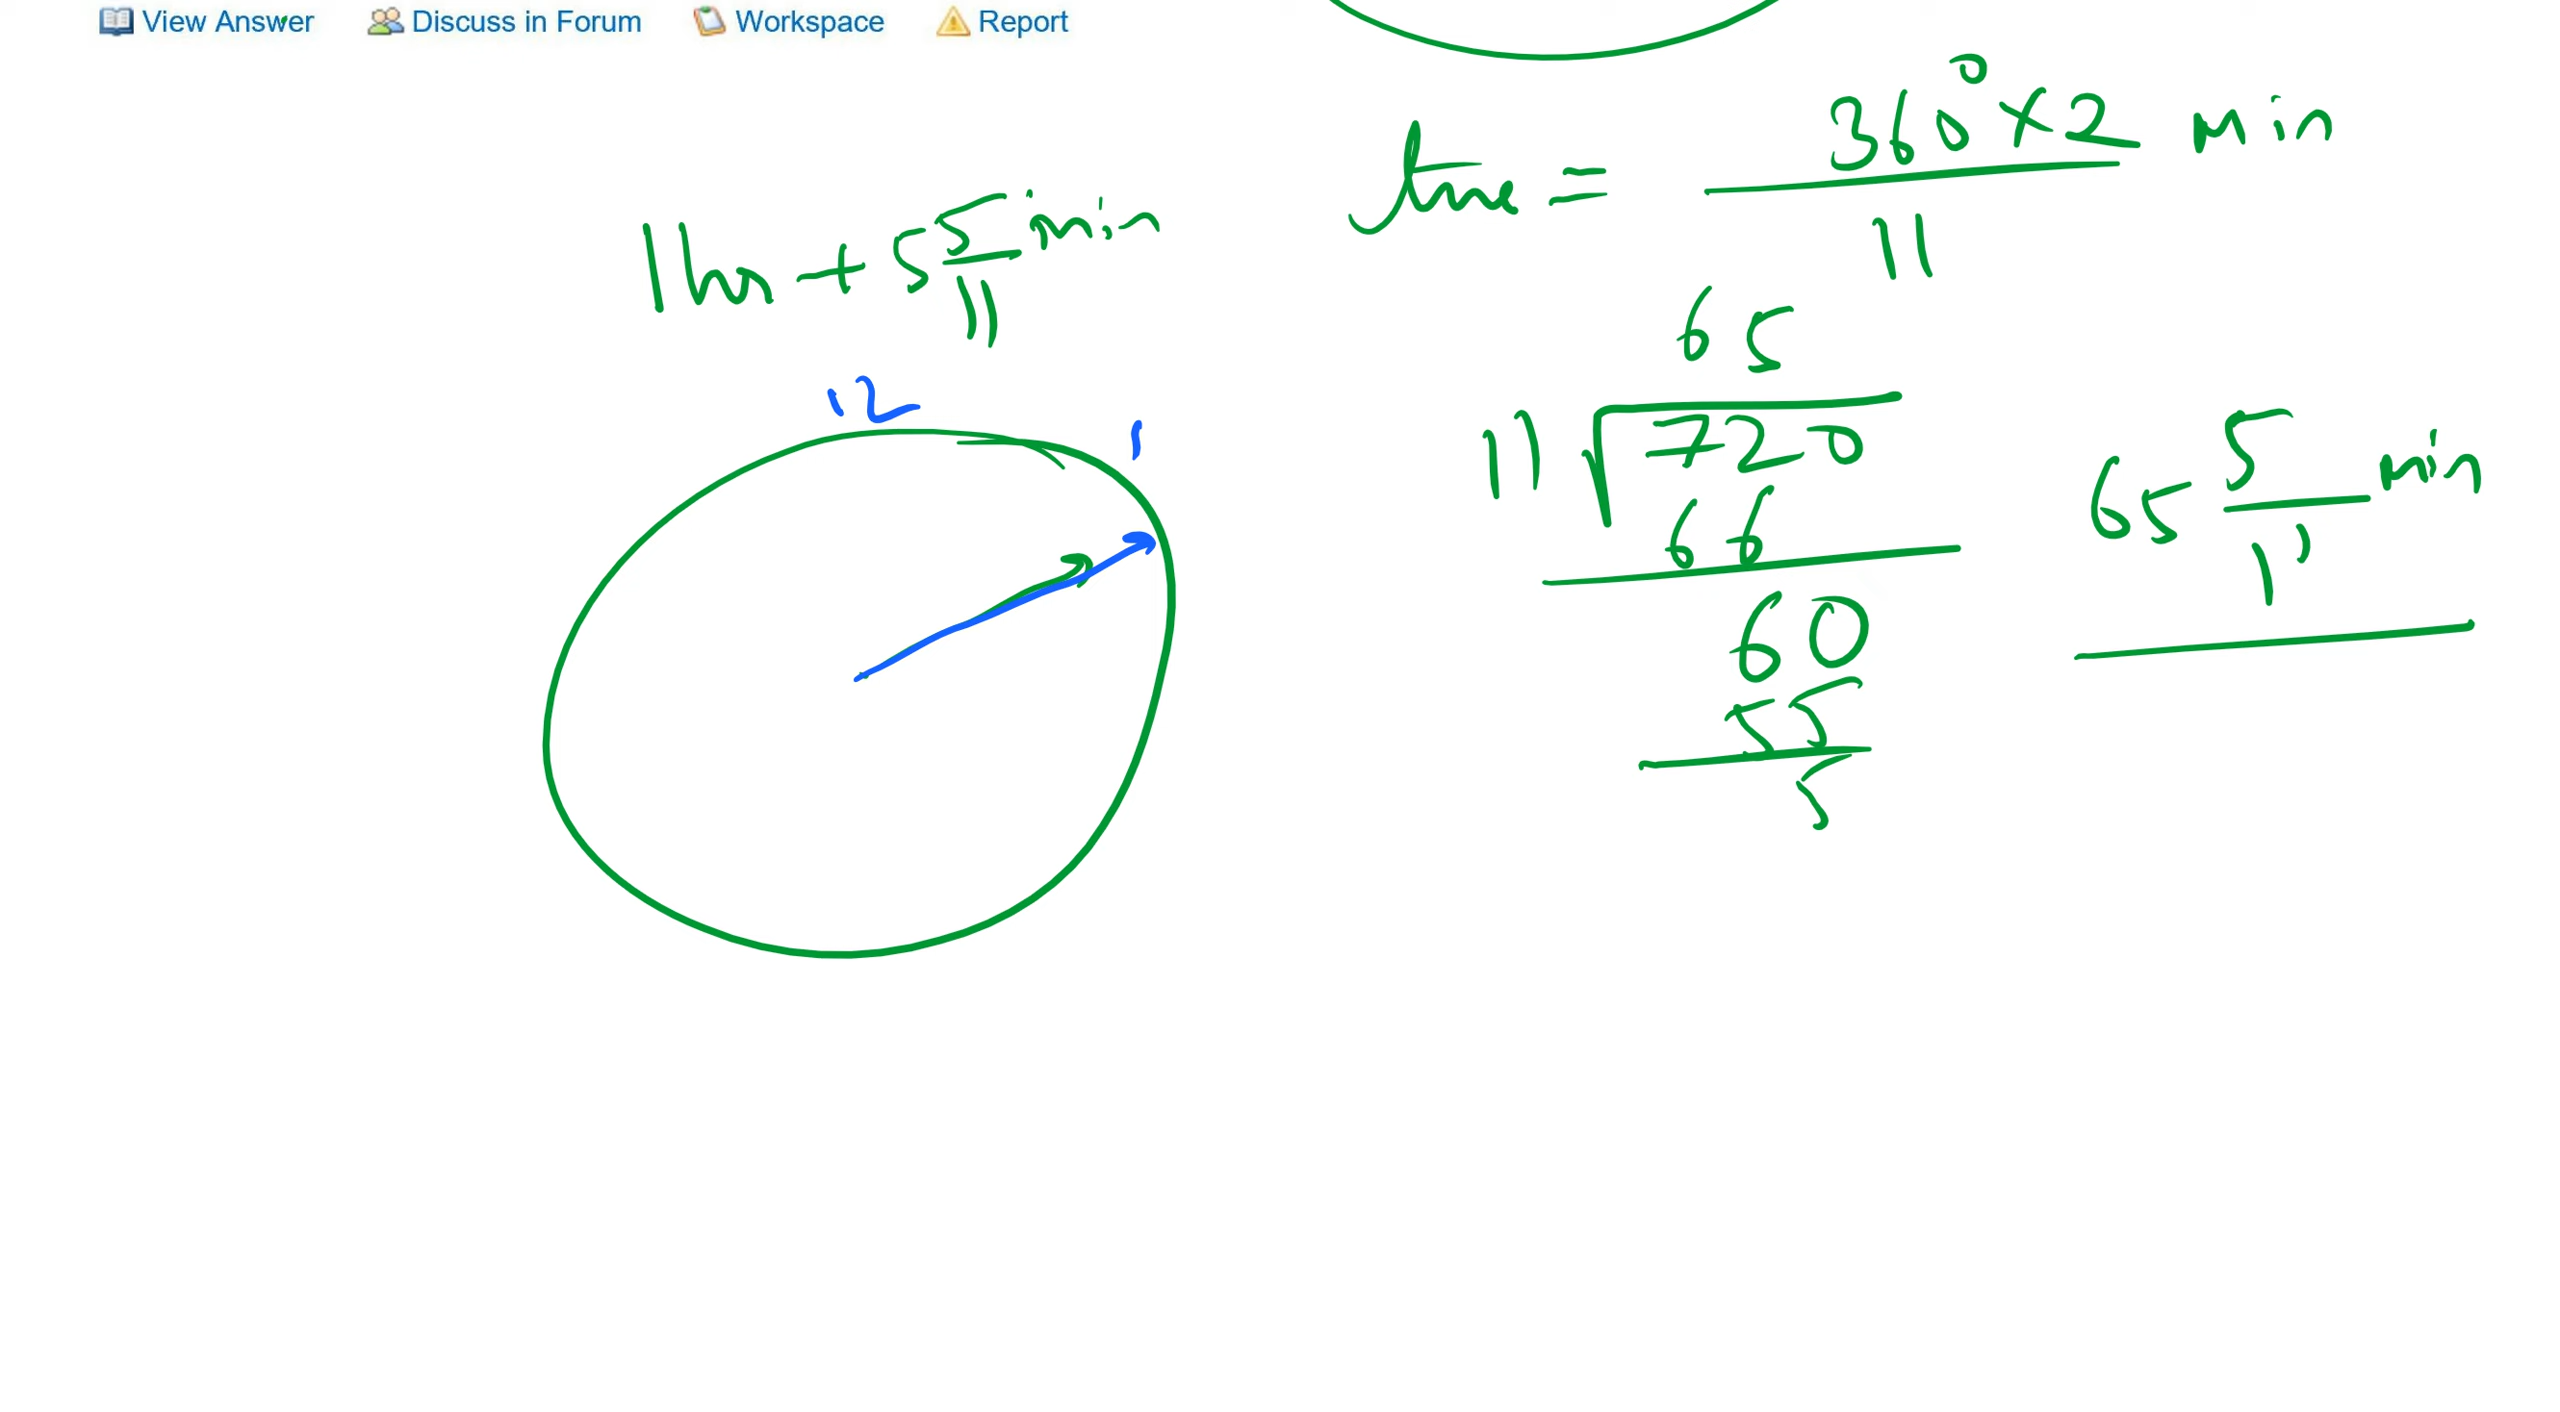 View Answer Discuss in Forum Workspace Report
time = 360° × 2 / 11 min
1hr + 5 5/11 min
65
11 √720
66
60
55
5
65 5/11 min
12
1